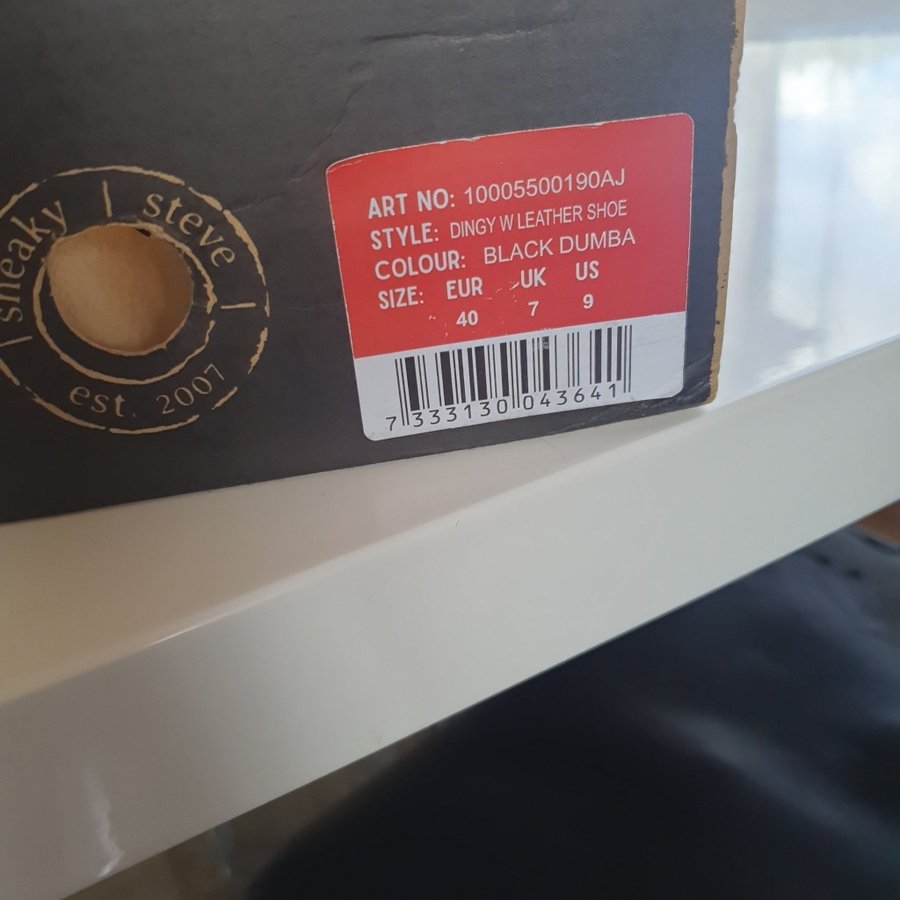 sneaky | steve |
est. 2007
ART NO: 10005500190AJ
STYLE: DINGY W LEATHER SHOE
COLOUR: BLACK DUMBA
SIZE: EUR UK US
40 7 9
7 333130 043641